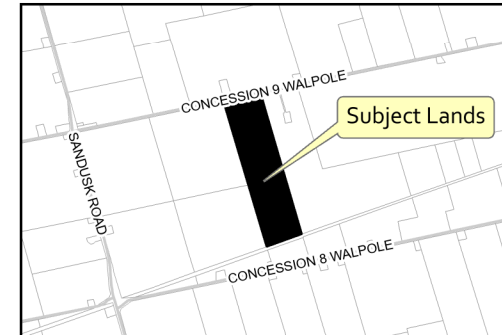 CONCESSION 9 WALPOLE
Subject Lands
SANDUSK ROAD
CONCESSION 8 WALPOLE